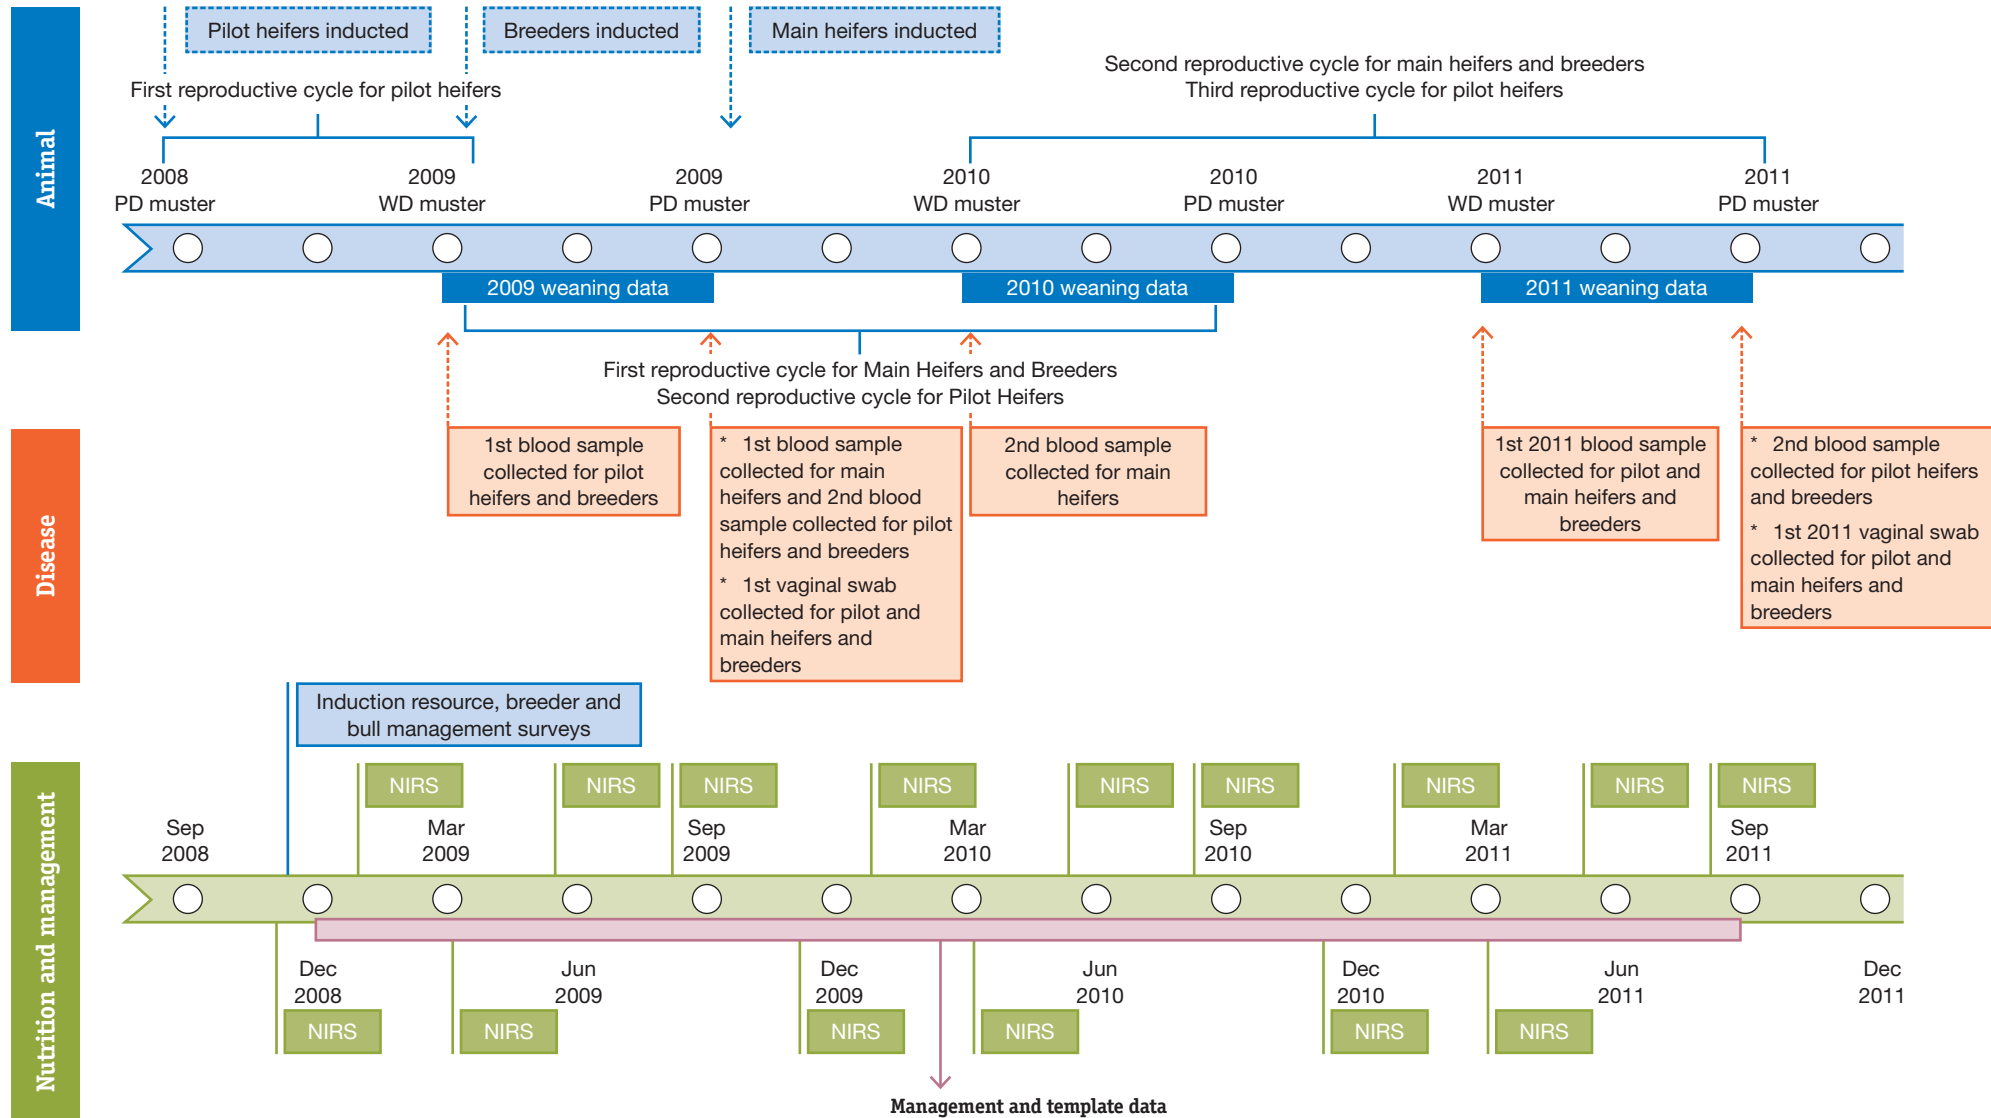 Animal
Pilot heifers inducted
Breeders inducted
Main heifers inducted
First reproductive cycle for pilot heifers
Second reproductive cycle for main heifers and breeders
Third reproductive cycle for pilot heifers
2008
PD muster
2009
WD muster
2009
PD muster
2010
WD muster
2010
PD muster
2011
WD muster
2011
PD muster
2009 weaning data
2010 weaning data
2011 weaning data
First reproductive cycle for Main Heifers and Breeders
Second reproductive cycle for Pilot Heifers
Disease
1st blood sample
collected for pilot
heifers and breeders
* 1st blood sample
collected for main
heifers and 2nd blood
sample collected for pilot
heifers and breeders
* 1st vaginal swab
collected for pilot and
main heifers and
breeders
2nd blood sample
collected for main
heifers
1st 2011 blood sample
collected for pilot and
main heifers and
breeders
* 2nd blood sample
collected for pilot heifers
and breeders
* 1st 2011 vaginal swab
collected for pilot and
main heifers and
breeders
Nutrition and management
Induction resource, breeder and
bull management surveys
NIRS
NIRS
NIRS
NIRS
NIRS
NIRS
NIRS
NIRS
NIRS
Sep
2008
Mar
2009
Sep
2009
Mar
2010
Sep
2010
Mar
2011
Sep
2011
Dec
2008
Jun
2009
Dec
2009
Jun
2010
Dec
2010
Jun
2011
Dec
2011
NIRS
NIRS
NIRS
NIRS
NIRS
NIRS
Management and template data